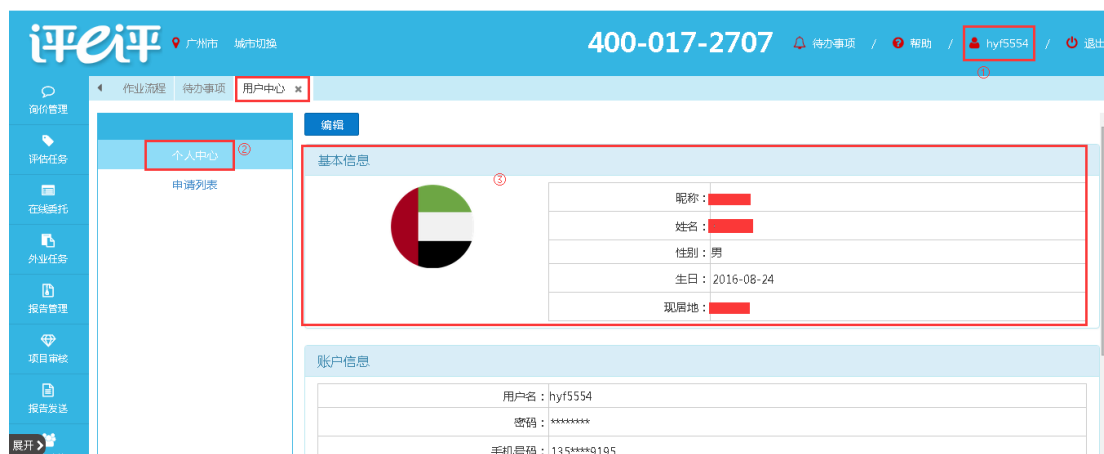 评e评 广州市 城市切换 400-017-2707 待办事项 / 帮助 / hyf5554 / 退出
①
作业流程 待办事项 用户中心 ×
询价管理
评估任务
在线委托
外业任务
报告管理
项目审核
报告发送
展开
个人中心 ②
申请列表
编辑
基本信息
③
昵称：
姓名：
性别：男
生日：2016-08-24
现居地：
账户信息
用户名：hyf5554
密码：********
手机号码：135****9195